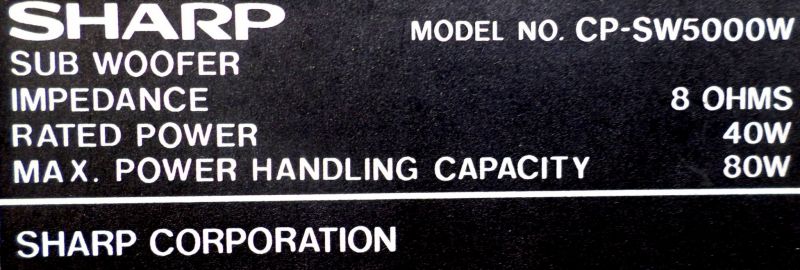 SHARP MODEL NO. CP-SW5000W
SUB WOOFER
IMPEDANCE 8 OHMS
RATED POWER 40W
MAX. POWER HANDLING CAPACITY 80W
SHARP CORPORATION